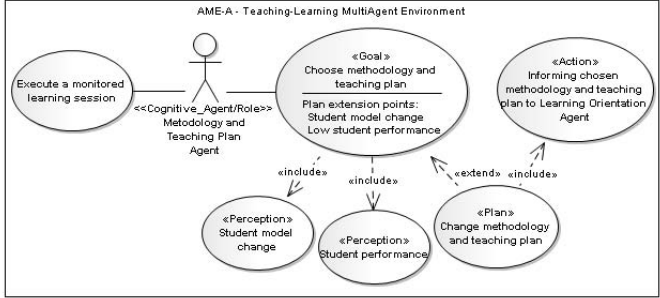 AME-A - Teaching-Learning MultiAgent Environment
Execute a monitored
learning session
<<Cognitive_Agent/Role>>
Metodology and
Teaching Plan
Agent
«Goal»
Choose methodology and
teaching plan
Plan extension points:
Student model change
Low student performance
«Action»
Informing chosen
methodology and teaching
plan to Learning Orientation
Agent
«include»
«include»
«extend»
«include»
«Perception»
Student model
change
«Perception»
Student performance
«Plan»
Change methodology
and teaching plan